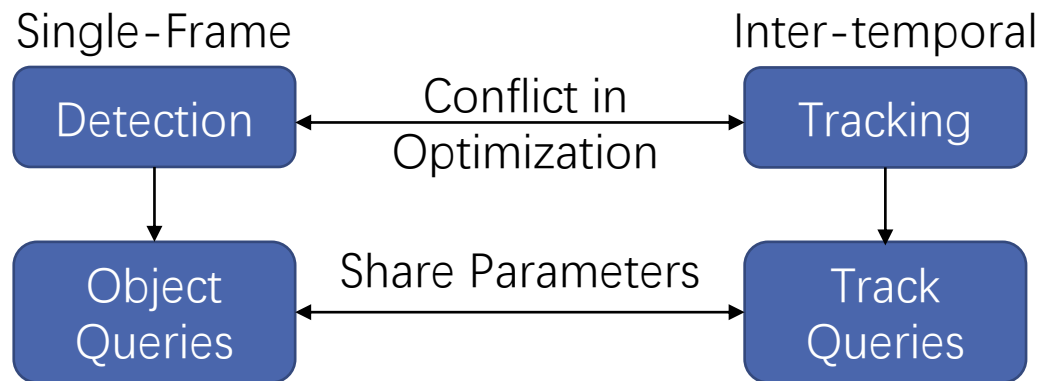 Single-Frame
Inter-temporal
Detection
Conflict in
Optimization
Tracking
Object
Queries
Share Parameters
Track
Queries